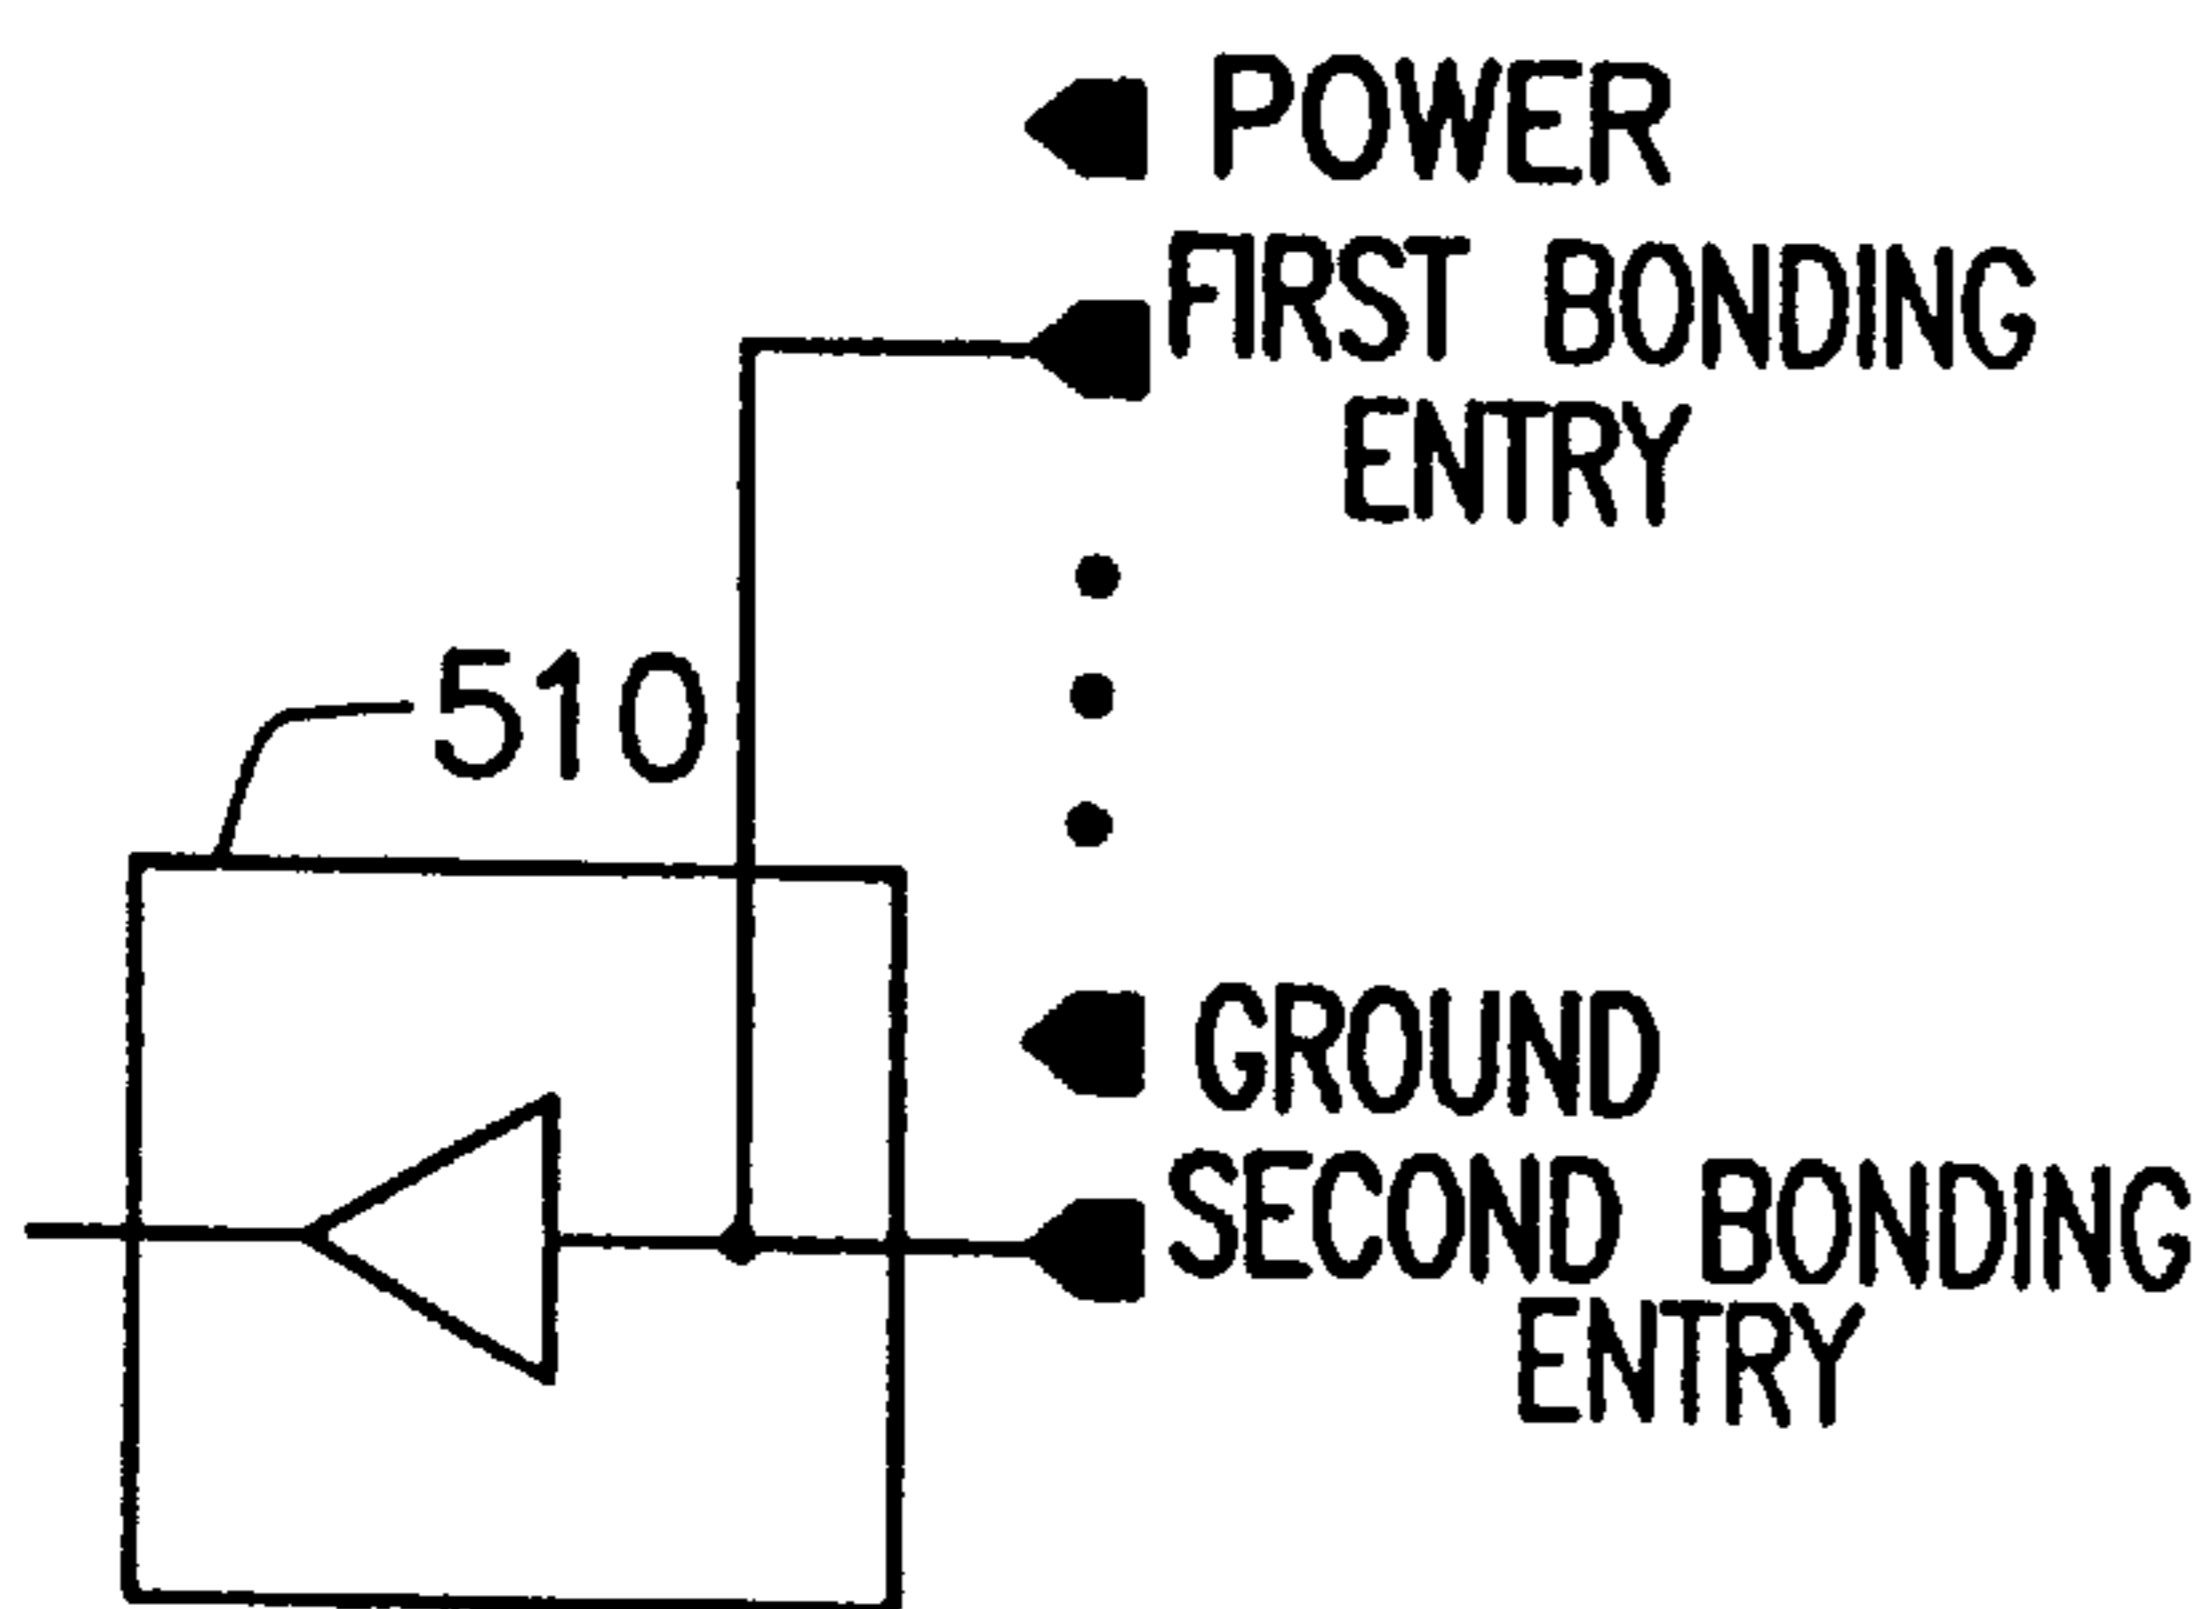 POWER
FIRST BONDING
ENTRY
510
GROUND
SECOND BONDING
ENTRY